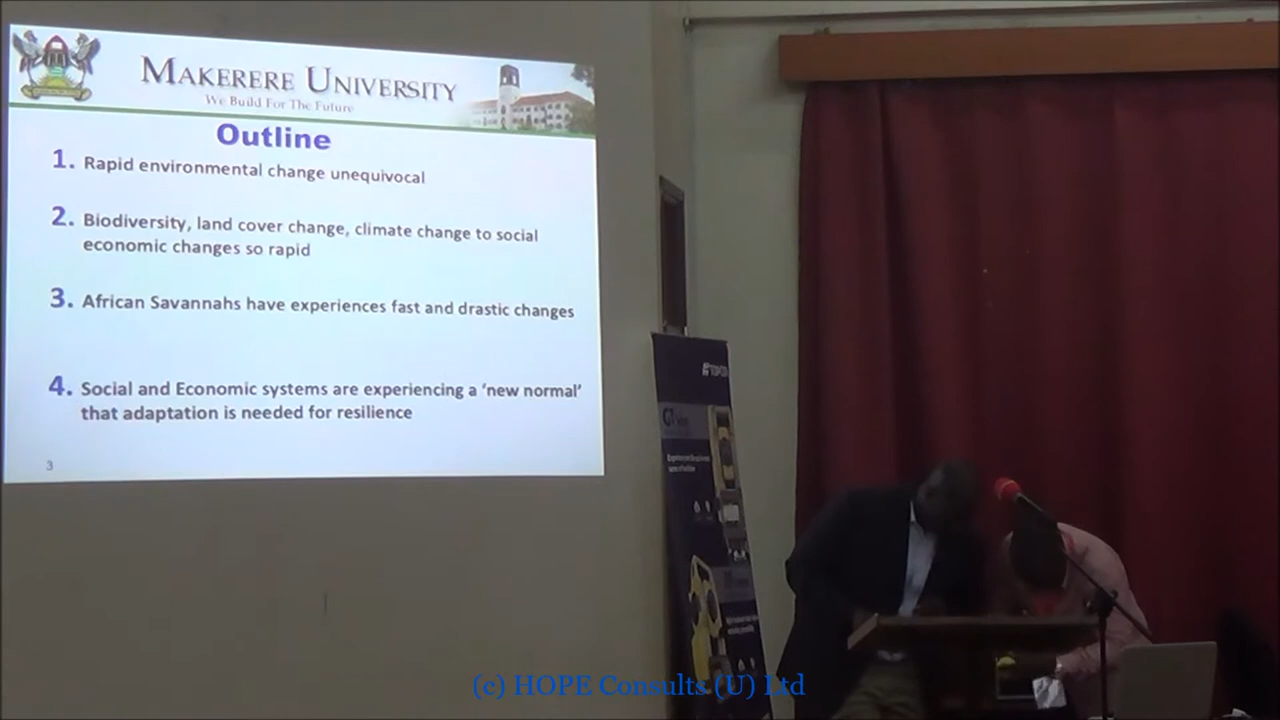 MAKERERE UNIVERSITY
We Build For The Future
Outline
1. Rapid environmental change unequivocal
2. Biodiversity, land cover change, climate change to social
economic changes so rapid
3. African Savannahs have experiences fast and drastic changes
4. Social and Economic systems are experiencing a ‘new normal’
that adaptation is needed for resilience
3
(c) HOPE Consults (U) Ltd